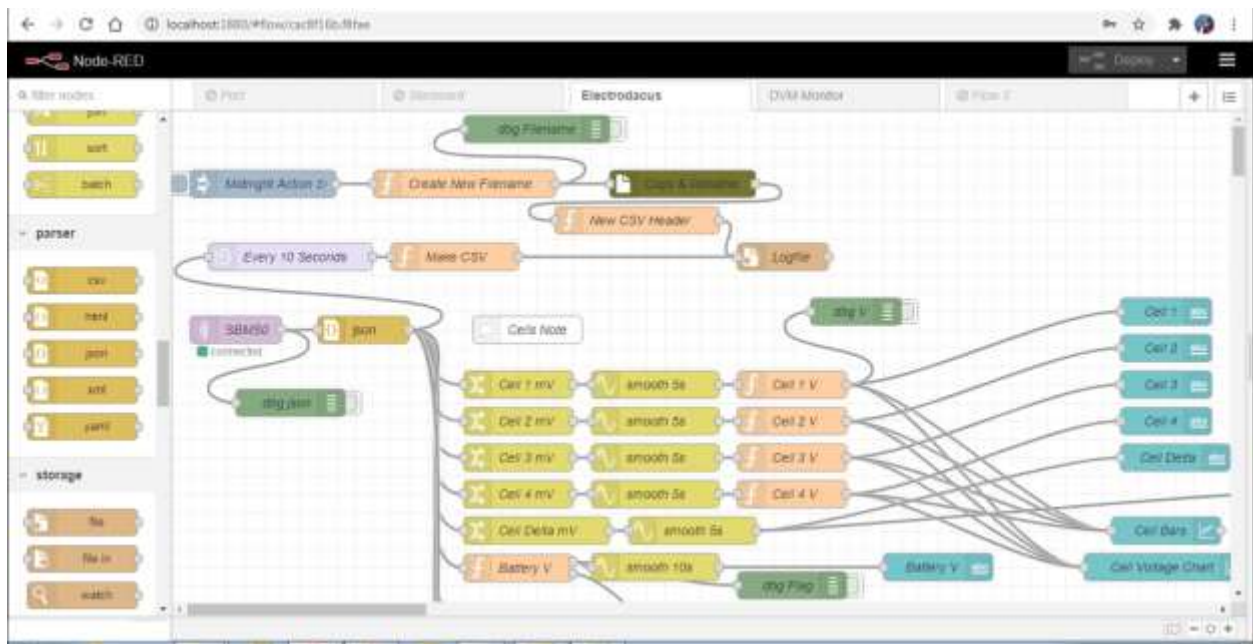 Node-RED
filter nodes
Electrodacus
DVM Monitor
sort
batch
parser
csv
html
json
xml
yaml
storage
file
file in
watch
dbg Filename
Create New Filename
New CSV Header
Every 10 Seconds
Make CSV
Logfile
SBMS0
json
connected
dbg json
Cells Note
dbg V
Cell 1
Cell 2
Cell 3
Cell 4
Cell Delta
Cell 1 mV
smooth 5s
Cell 1 V
Cell 2 mV
smooth 5s
Cell 2 V
Cell 3 mV
smooth 5s
Cell 3 V
Cell 4 mV
smooth 5s
Cell 4 V
Cell Delta mV
smooth 5s
Cell Bars
Battery V
smooth 10s
Battery V
Cell Voltage Chart
dbg Flag